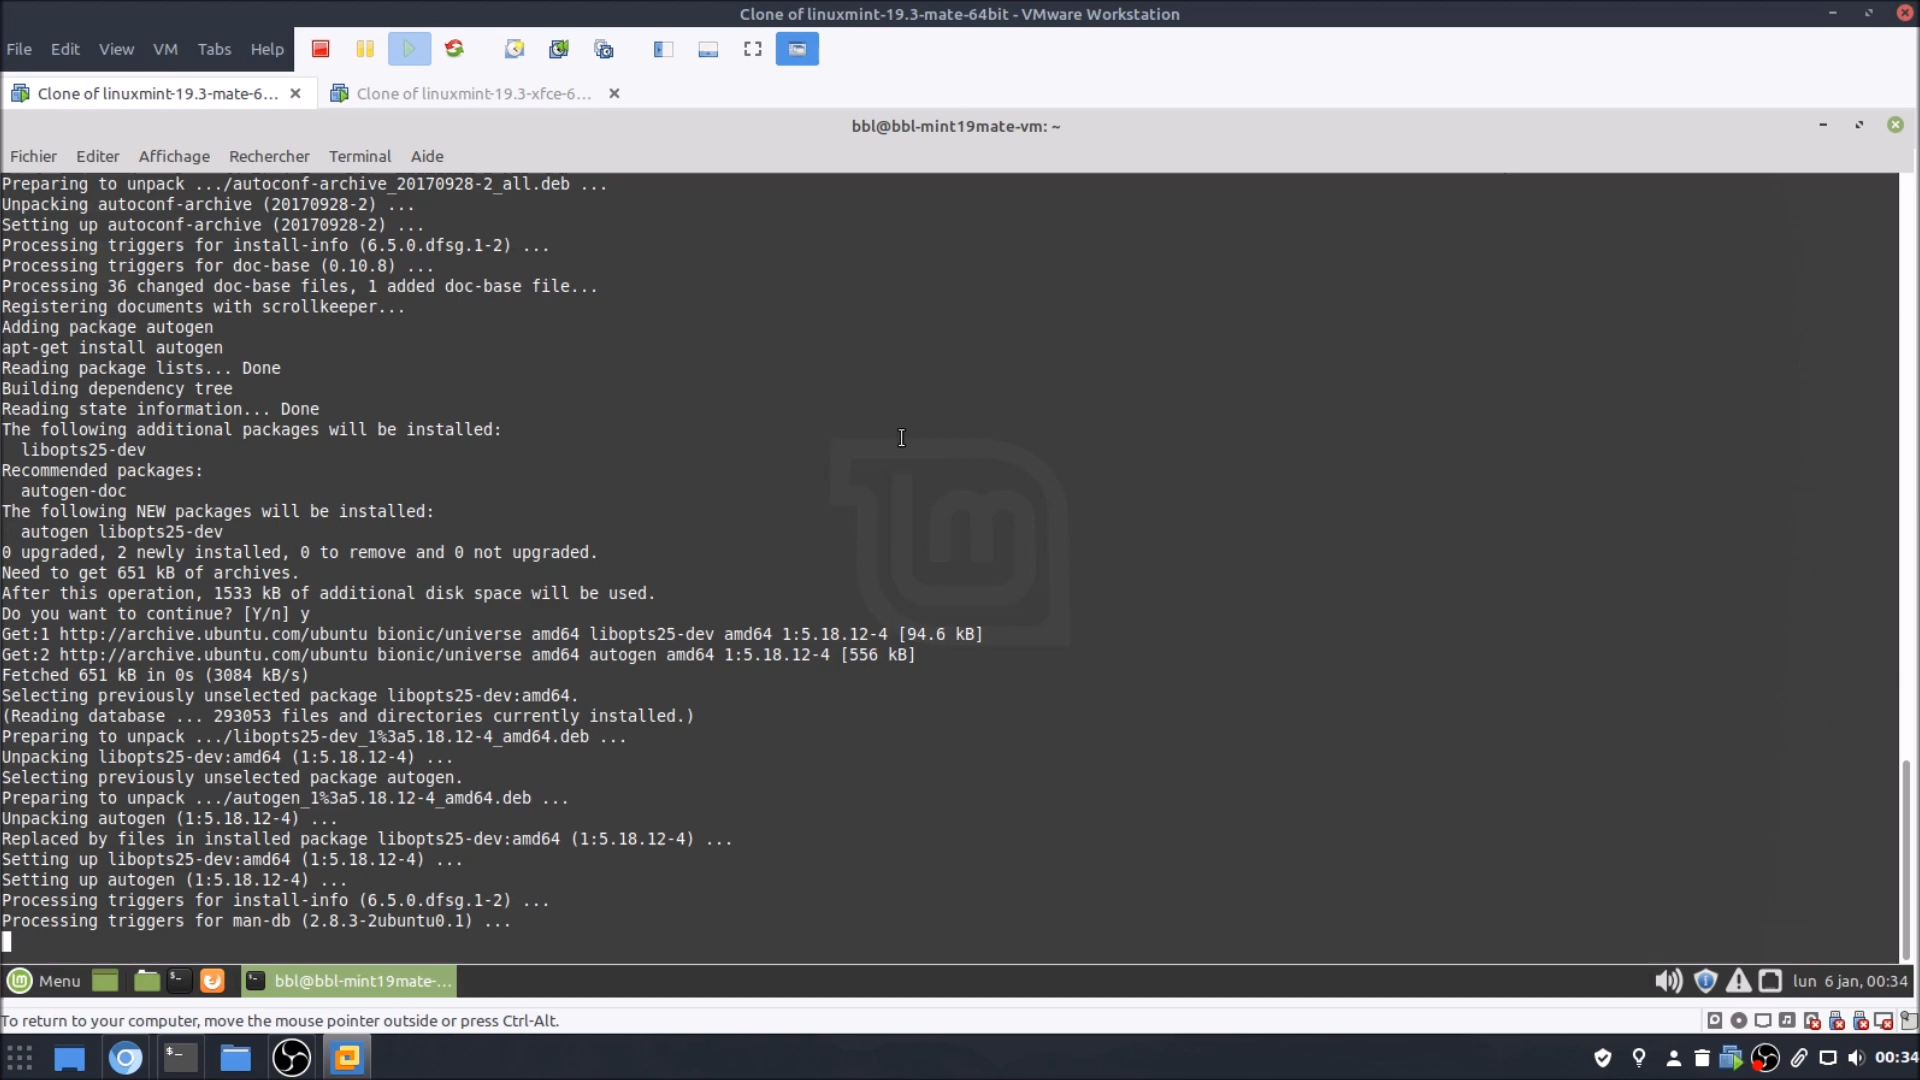 Clone of linuxmint-19.3-mate-64bit - VMware Workstation
File Edit View VM Tabs Help
Clone of linuxmint-19.3-mate-6... Clone of linuxmint-19.3-xfce-6...
bbl@bbl-mint19mate-vm: ~
Fichier Editer Affichage Rechercher Terminal Aide
Preparing to unpack .../autoconf-archive_20170928-2_all.deb ...
Unpacking autoconf-archive (20170928-2) ...
Setting up autoconf-archive (20170928-2) ...
Processing triggers for install-info (6.5.0.dfsg.1-2) ...
Processing triggers for doc-base (0.10.8) ...
Processing 36 changed doc-base files, 1 added doc-base file...
Registering documents with scrollkeeper...
Adding package autogen
apt-get install autogen
Reading package lists... Done
Building dependency tree
Reading state information... Done
The following additional packages will be installed:
  libopts25-dev
Recommended packages:
  autogen-doc
The following NEW packages will be installed:
  autogen libopts25-dev
0 upgraded, 2 newly installed, 0 to remove and 0 not upgraded.
Need to get 651 kB of archives.
After this operation, 1533 kB of additional disk space will be used.
Do you want to continue? [Y/n] y
Get:1 http://archive.ubuntu.com/ubuntu bionic/universe amd64 libopts25-dev amd64 1:5.18.12-4 [94.6 kB]
Get:2 http://archive.ubuntu.com/ubuntu bionic/universe amd64 autogen amd64 1:5.18.12-4 [556 kB]
Fetched 651 kB in 0s (3084 kB/s)
Selecting previously unselected package libopts25-dev:amd64.
(Reading database ... 293053 files and directories currently installed.)
Preparing to unpack .../libopts25-dev_1%3a5.18.12-4_amd64.deb ...
Unpacking libopts25-dev:amd64 (1:5.18.12-4) ...
Selecting previously unselected package autogen.
Preparing to unpack .../autogen_1%3a5.18.12-4_amd64.deb ...
Unpacking autogen (1:5.18.12-4) ...
Replaced by files in installed package libopts25-dev:amd64 (1:5.18.12-4) ...
Setting up libopts25-dev:amd64 (1:5.18.12-4) ...
Setting up autogen (1:5.18.12-4) ...
Processing triggers for install-info (6.5.0.dfsg.1-2) ...
Processing triggers for man-db (2.8.3-2ubuntu0.1) ...
Menu bbl@bbl-mint19mate-... lun 6 jan, 00:34
To return to your computer, move the mouse pointer outside or press Ctrl-Alt.
00:34